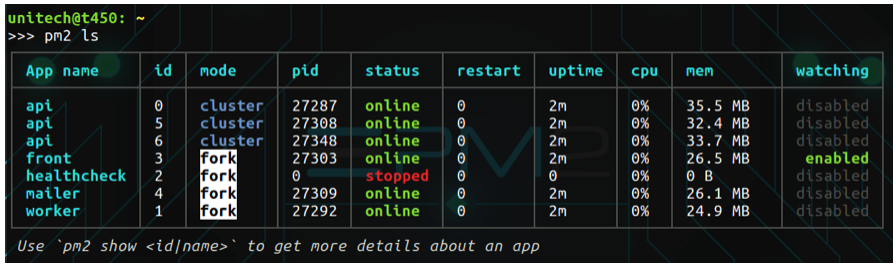 unitech@t450: ~
>>> pm2 ls
App name id mode pid status restart uptime cpu mem watching
api 0 cluster 27287 online 0 2m 0% 35.5 MB disabled
api 5 cluster 27308 online 0 2m 0% 32.4 MB disabled
api 6 cluster 27348 online 0 2m 0% 33.7 MB disabled
front 3 fork 27303 online 0 2m 0% 26.5 MB enabled
healthcheck 2 fork 0 stopped 0 0 0% 0 B disabled
mailer 4 fork 27309 online 0 2m 0% 26.1 MB disabled
worker 1 fork 27292 online 0 2m 0% 24.9 MB disabled
Use `pm2 show <id|name>` to get more details about an app
PM2